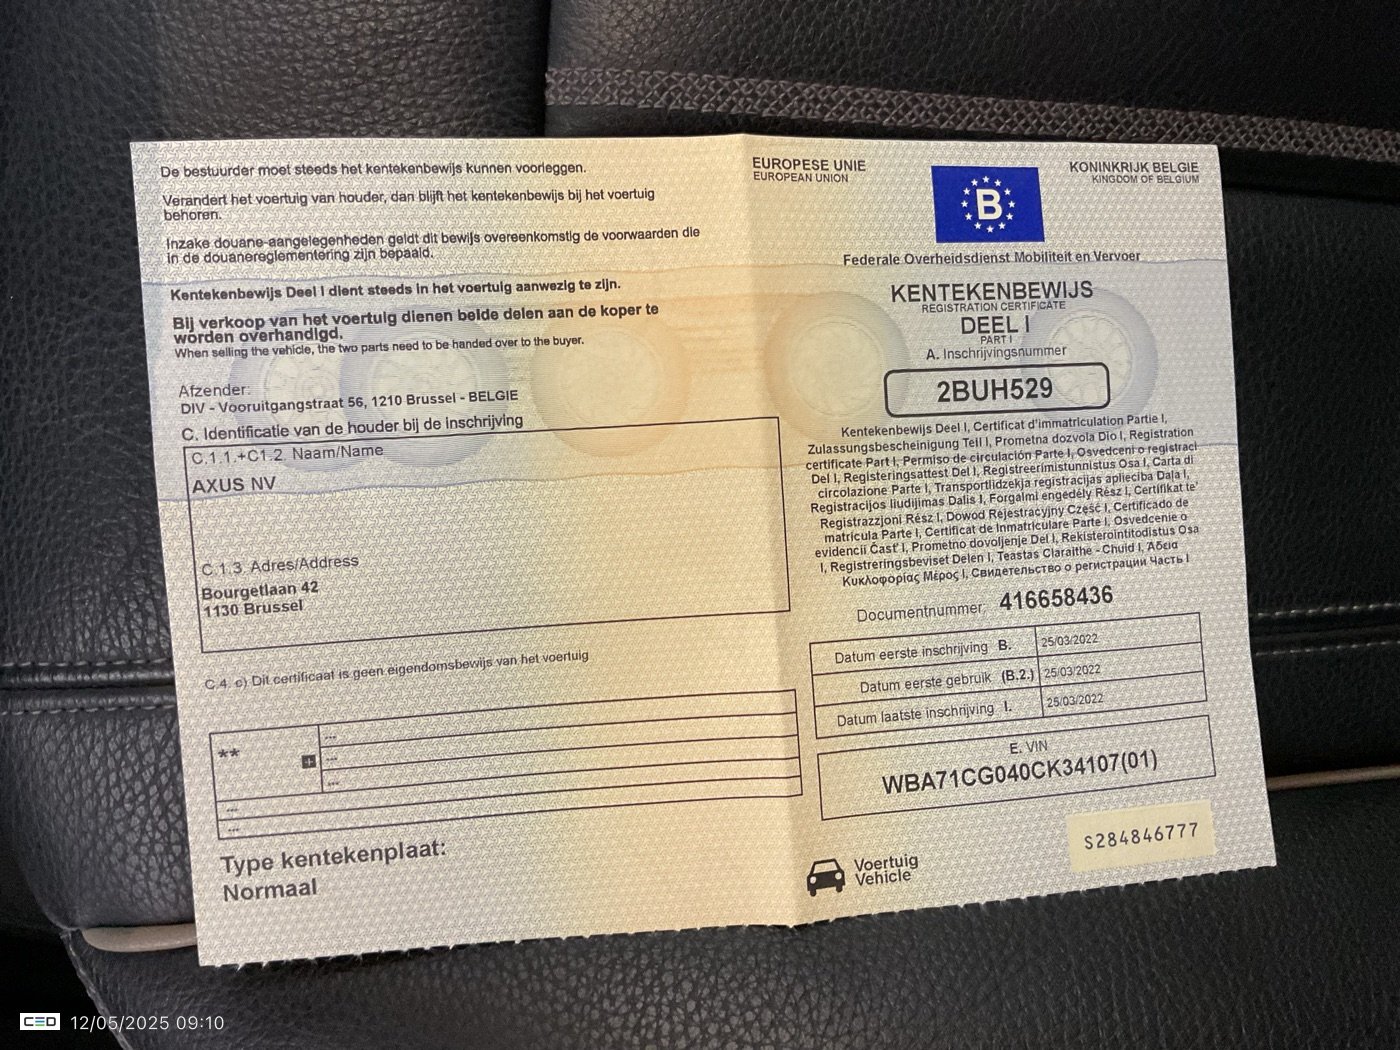 De bestuurder moet steeds het kentekenbewijs kunnen voorleggen.
Verandert het voertuig van houder, dan blijft het kentekenbewijs bij het voertuig
behoren.
Inzake douane-aangelegenheden geldt dit bewijs overeenkomstig de voorwaarden die
in de douanereglementering zijn bepaald.
Kentekenbewijs Deel I dient steeds in het voertuig aanwezig te zijn.
Bij verkoop van het voertuig dienen beide delen aan de koper te
worden overhandigd.
When selling the vehicle, the two parts need to be handed over to the buyer.
Afzender:
DIV - Vooruitgangstraat 56, 1210 Brussel - BELGIE
C. Identificatie van de houder bij de inschrijving
C.1.1.+C1.2. Naam/Name
AXUS NV
C.1.3. Adres/Address
Bourgetlaan 42
1130 Brussel
C.4. c) Dit certificaat is geen eigendomsbewijs van het voertuig
**
...
...
...
...
...
Type kentekenplaat:
Normaal
EUROPESE UNIE
EUROPEAN UNION
B
KONINKRIJK BELGIE
KINGDOM OF BELGIUM
Federale Overheidsdienst Mobiliteit en Vervoer
KENTEKENBEWIJS
REGISTRATION CERTIFICATE
DEEL I
PART I
A. Inschrijvingsnummer
2BUH529
Kentekenbewijs Deel I, Certificat d'immatriculation Partie I,
Zulassungsbescheinigung Teil I, Prometna dozvola Dio I, Registration
certificate Part I, Permiso de circulación Parte I, Osvedceni o registraci
Del I, Registeringsattest Del I, Registreerimistunnistus Osa I, Carta di
circolazione Parte I, Transportlidzekja registracijas aplieciba Daļa I,
Registracijos liudijimas Dalis I, Forgalmi engedély Rész I, Certifikat te'
Registrazzjoni Rész I, Dowod Rejestracyjny Część I, Certificado de
matricula Parte I, Certificat de Inmatriculare Parte I, Osvedcenie o
evidencii Časť I, Prometno dovoljenje Del I, Rekisterointitodistus Osa
I, Registreringsbeviset Delen I, Teastas Claraithe - Chuid I, Άδεια
Κυκλοφορίας Μέρος I, Свидетельство о регистрации Часть I
Documentnummer: 416658436
Datum eerste inschrijving B. 25/03/2022
Datum eerste gebruik (B.2.) 25/03/2022
Datum laatste inschrijving I. 25/03/2022
E. VIN
WBA71CG040CK34107(01)
S284846777
Voertuig
Vehicle
CED 12/05/2025 09:10